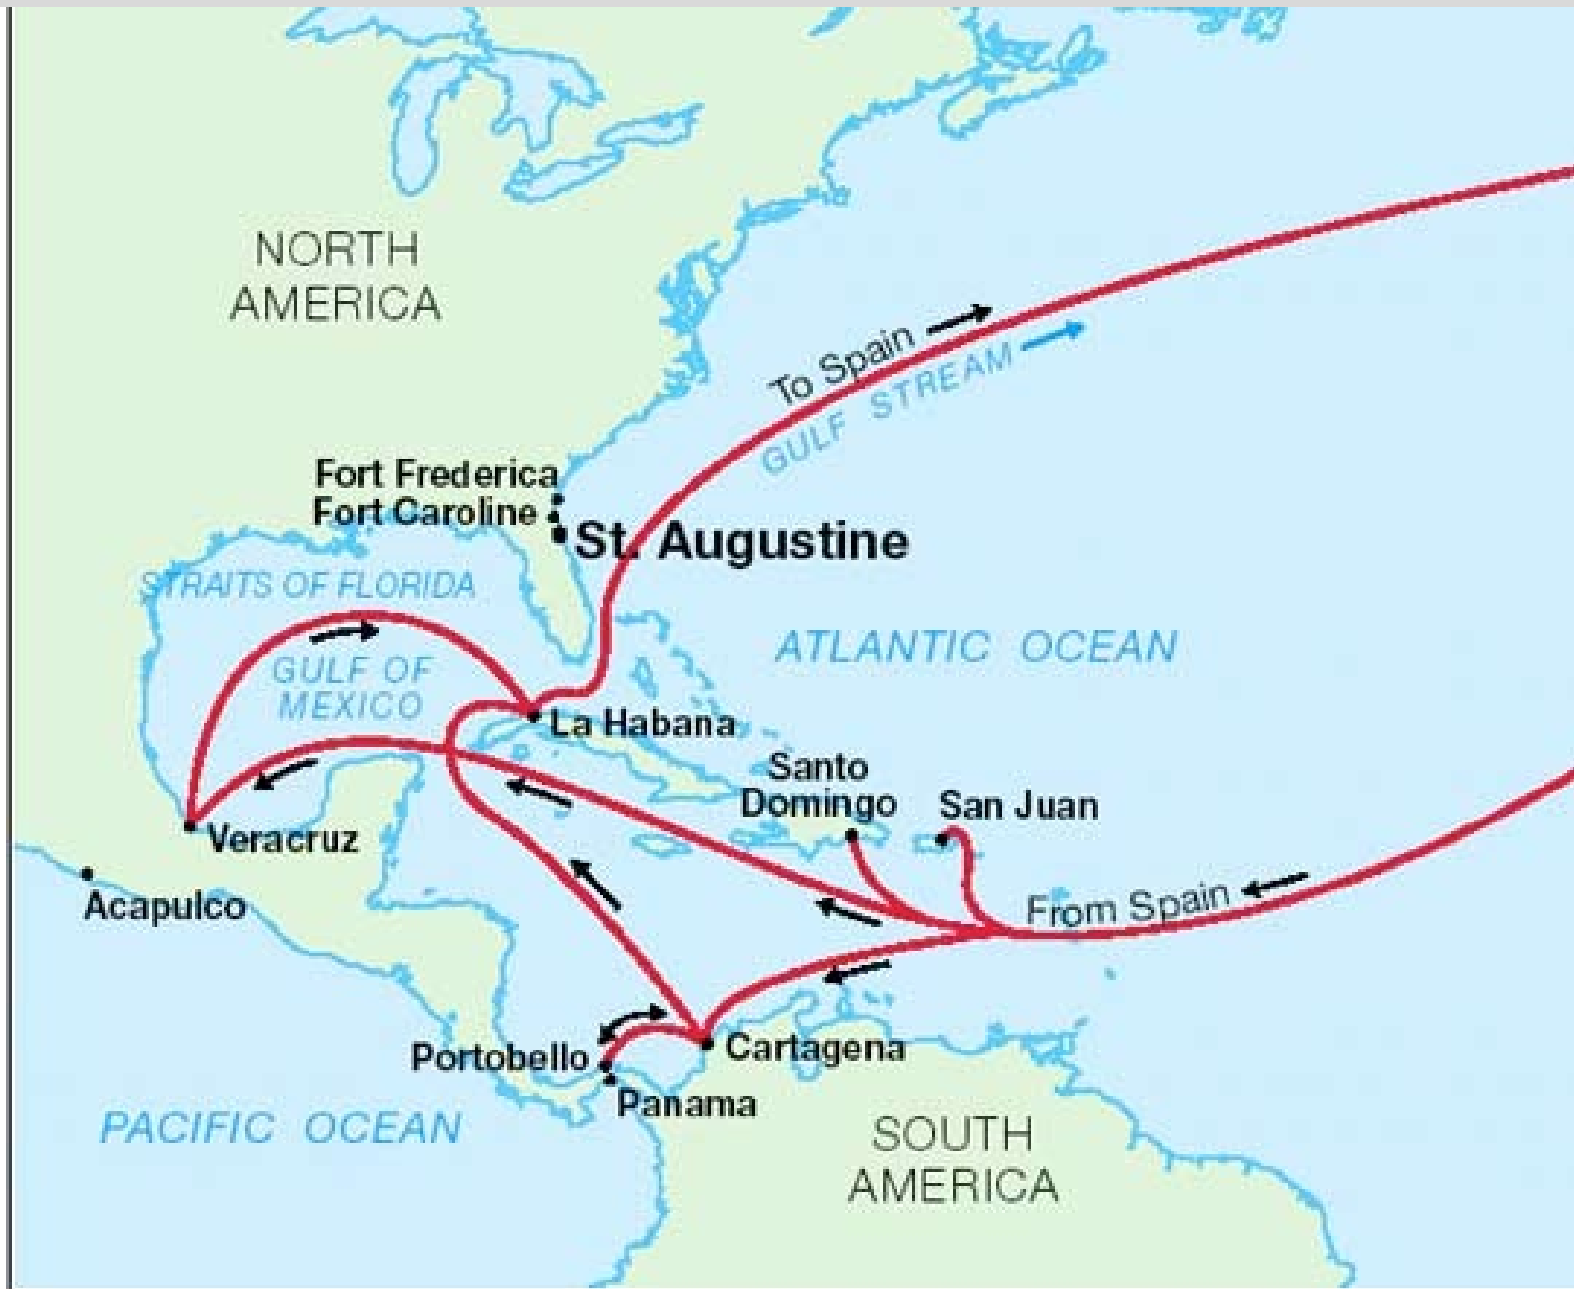 NORTH
AMERICA
To Spain
GULF STREAM
Fort Frederica
Fort Caroline
St. Augustine
STRAITS OF FLORIDA
ATLANTIC OCEAN
GULF OF
MEXICO
La Habana
Santo
Domingo
San Juan
Veracruz
Acapulco
From Spain
Portobello
Cartagena
Panama
PACIFIC OCEAN
SOUTH
AMERICA